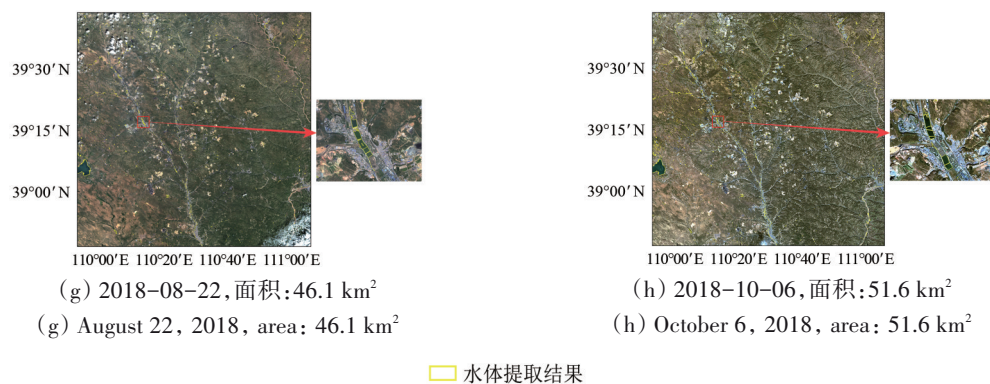 39°30′N
39°15′N
39°00′N
110°00′E 110°20′E 110°40′E 111°00′E
(g) 2018-08-22,面积:46.1 km²
(g) August 22, 2018, area: 46.1 km²
39°30′N
39°15′N
39°00′N
110°00′E 110°20′E 110°40′E 111°00′E
(h) 2018-10-06,面积:51.6 km²
(h) October 6, 2018, area: 51.6 km²
水体提取结果